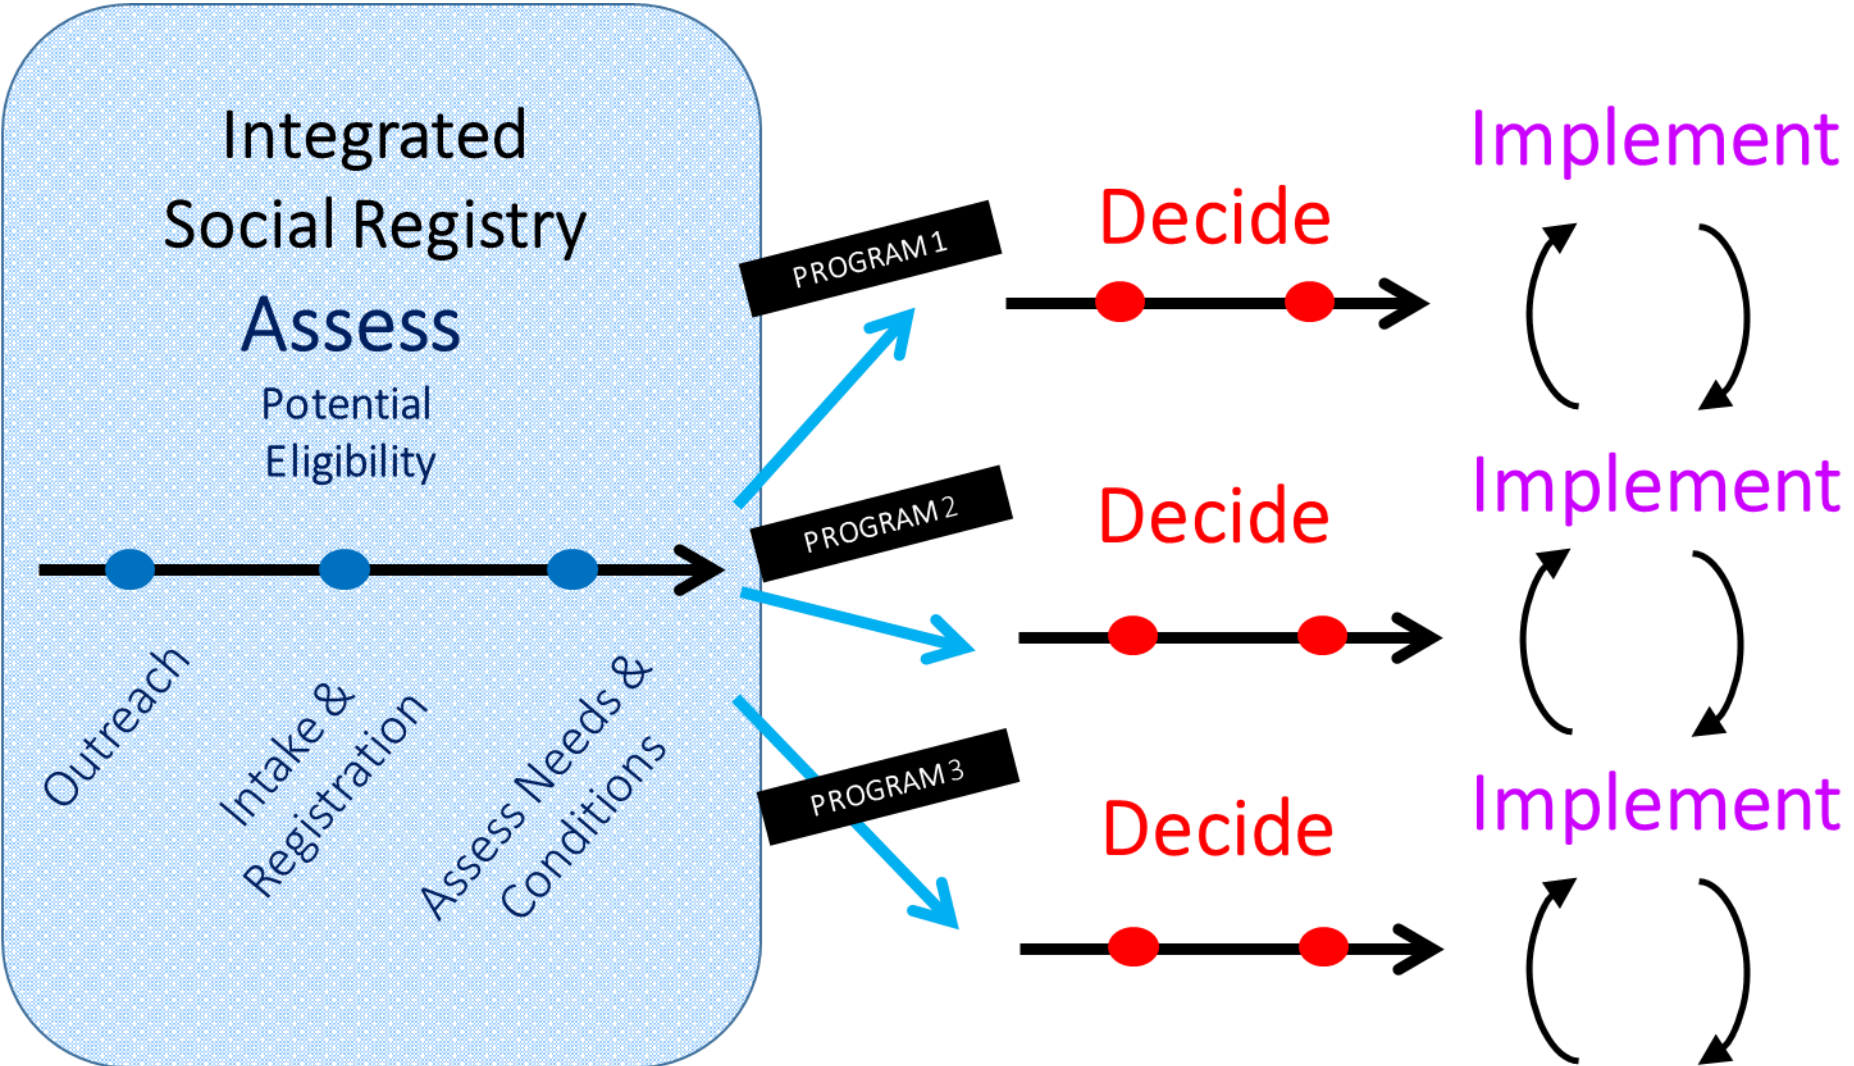 Integrated
Social Registry
Assess
Potential
Eligibility
Outreach
Intake &
Registration
Assess Needs &
Conditions
PROGRAM 1
Decide
Implement
PROGRAM 2
Decide
Implement
PROGRAM 3
Decide
Implement